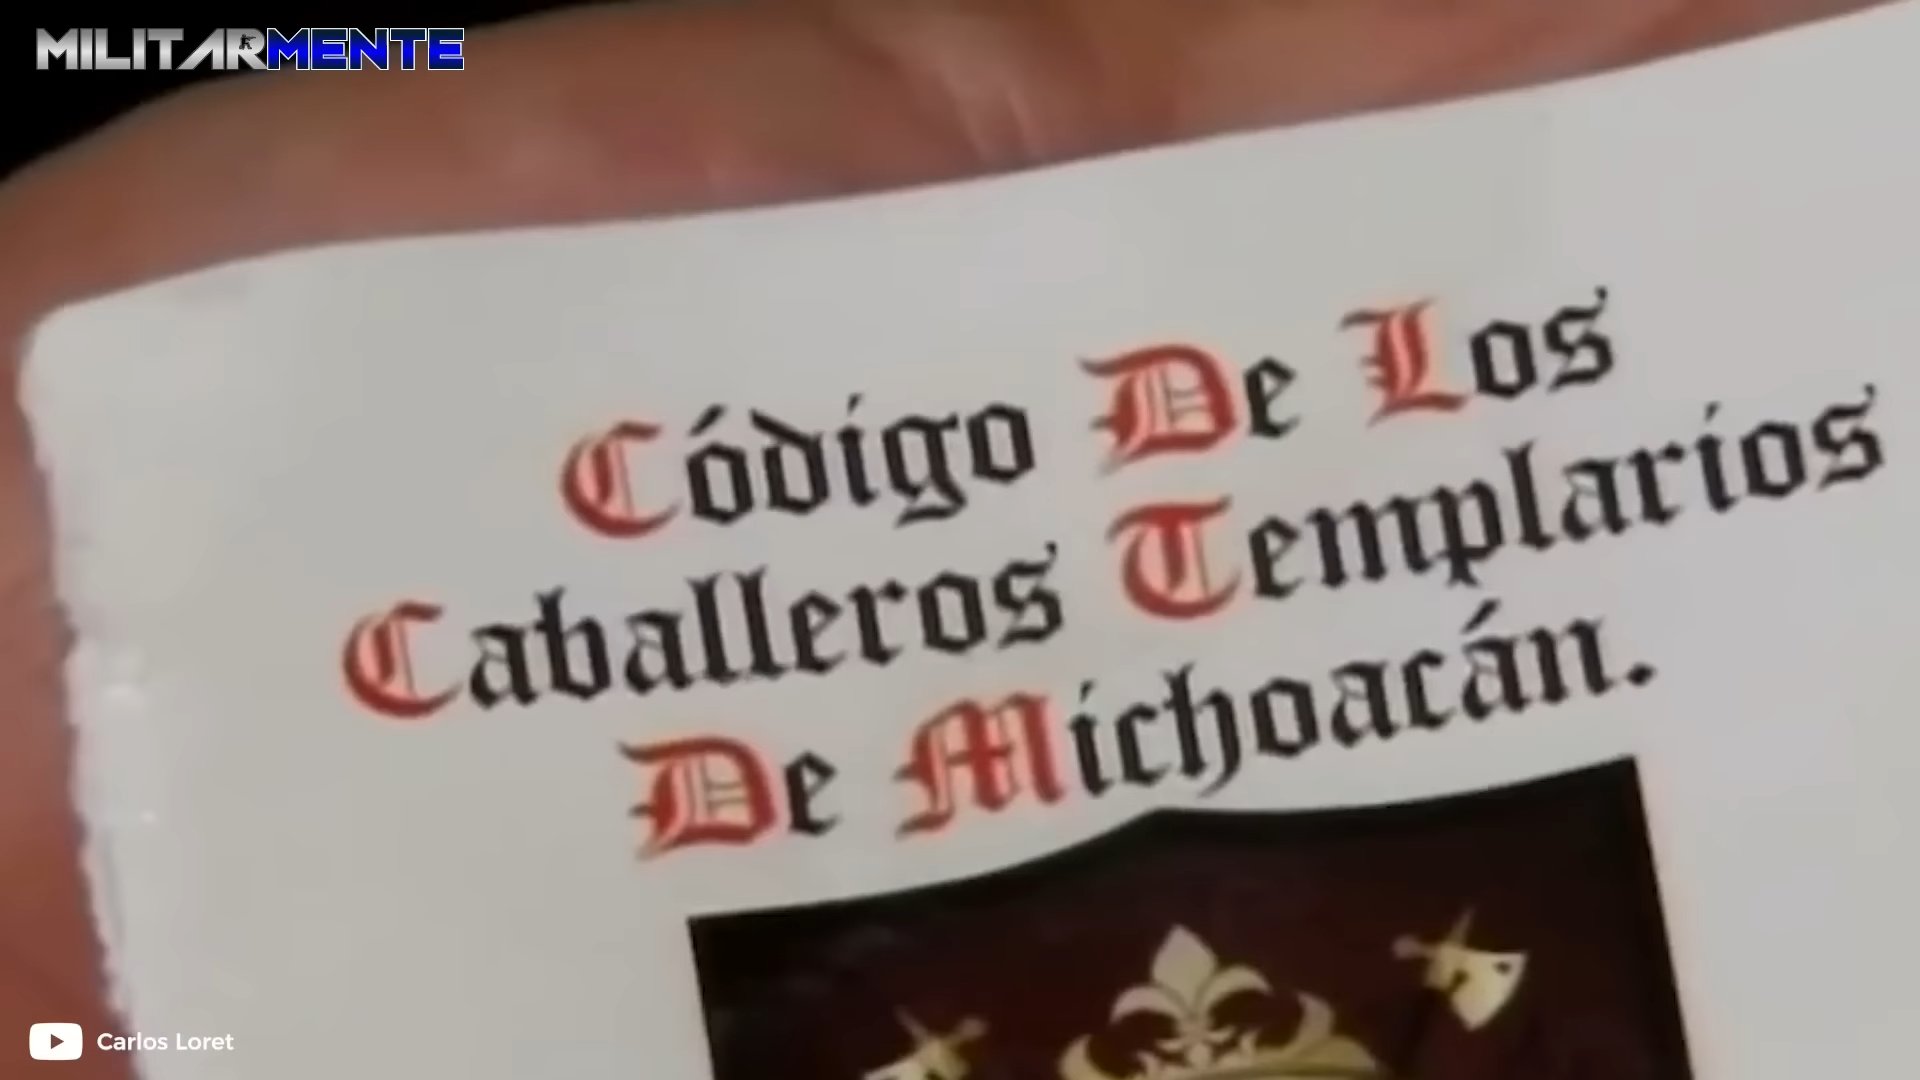 MILITARMENTE
Código De Los
Caballeros Templarios
De Michoacán.
Carlos Loret